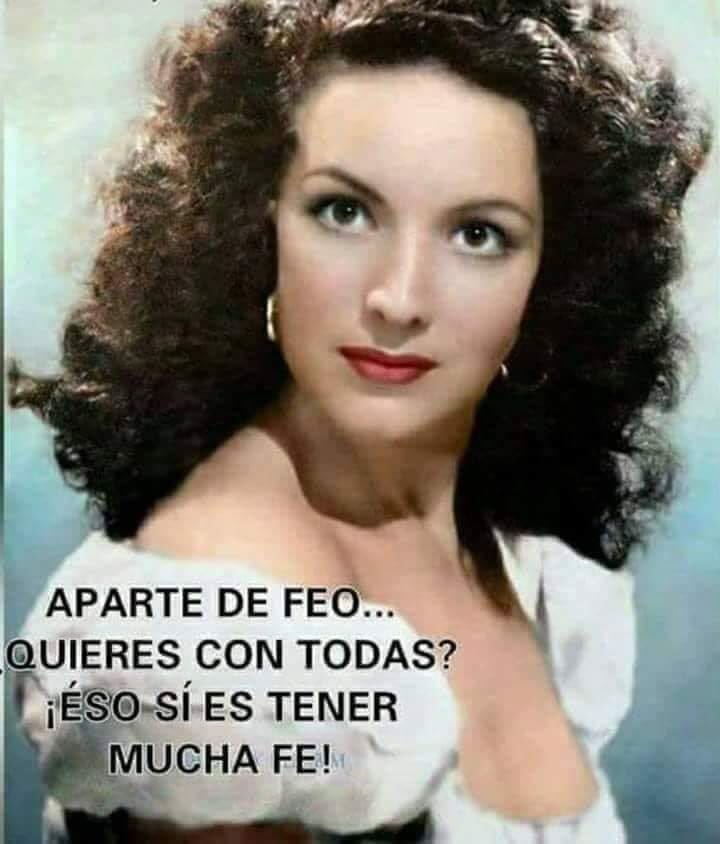 APARTE DE FEO...
¿QUIERES CON TODAS?
¡ÉSO SÍ ES TENER
MUCHA FE!